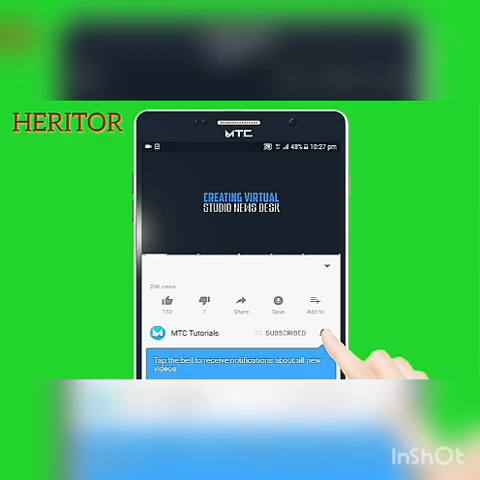 HERITOR
MTC
48% 10:27 pm
CREATING VIRTUAL
STUDIO NEWS DESK
20K views
7
Share
Save
Add to
MTC Tutorials
SUBSCRIBED
Tap the bell to receive notifications about all new
videos
InShOt